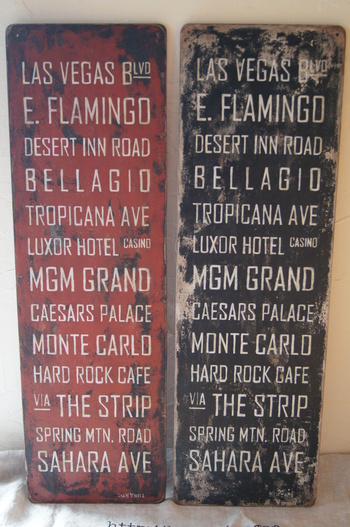 LAS VEGAS BLVD
E. FLAMINGO
DESERT INN ROAD
BELLAGIO
TROPICANA AVE
LUXOR HOTEL CASINO
MGM GRAND
CAESARS PALACE
MONTE CARLO
HARD ROCK CAFE
VIA THE STRIP
SPRING MTN. ROAD
SAHARA AVE
LAS VEGAS BLVD
E. FLAMINGO
DESERT INN ROAD
BELLAGIO
TROPICANA AVE
LUXOR HOTEL CASINO
MGM GRAND
CAESARS PALACE
MONTE CARLO
HARD ROCK CAFE
VIA THE STRIP
SPRING MTN. ROAD
SAHARA AVE